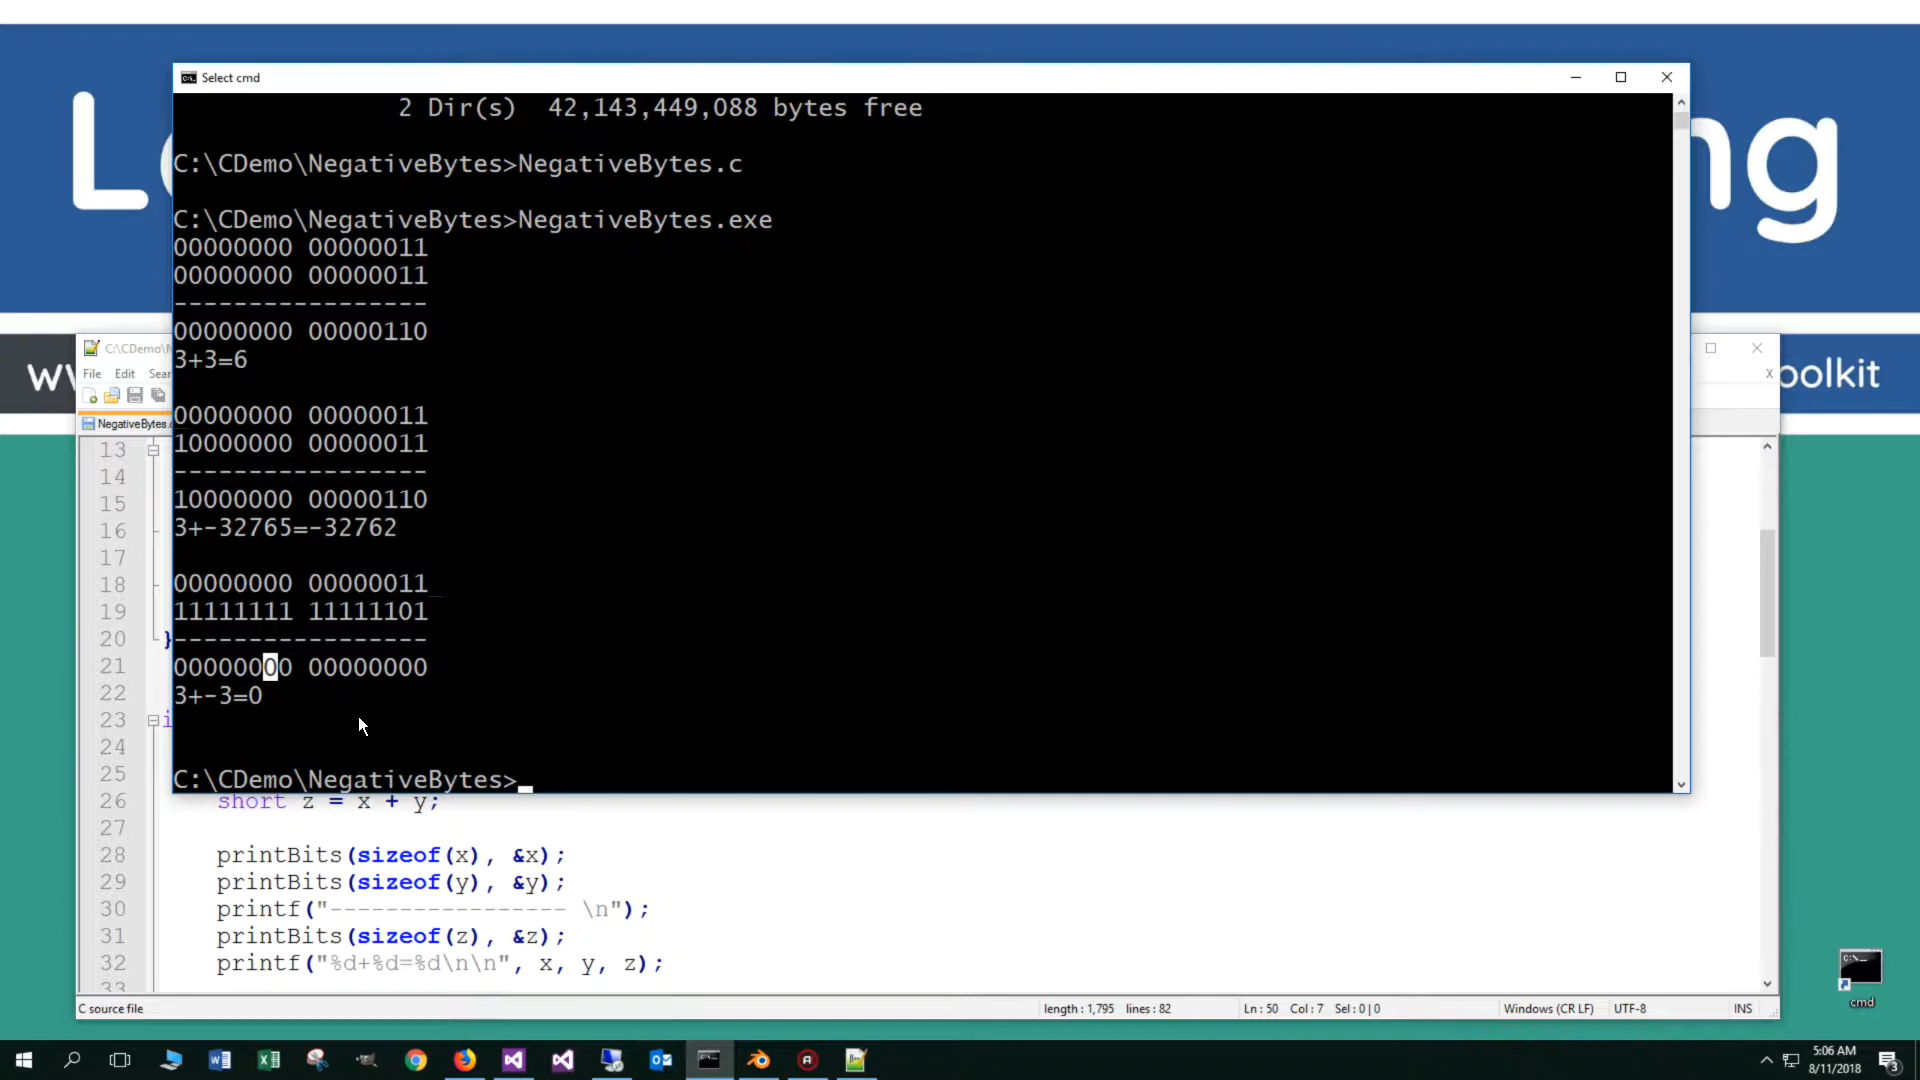 Select cmd
2 Dir(s)  42,143,449,088 bytes free
C:\CDemo\NegativeBytes>NegativeBytes.c
C:\CDemo\NegativeBytes>NegativeBytes.exe
00000000 00000011
00000000 00000011
-----------------
00000000 00000110
3+3=6
00000000 00000011
10000000 00000011
-----------------
10000000 00000110
3+-32765=-32762
00000000 00000011
11111111 11111101
-----------------
00000000 00000000
3+-3=0
C:\CDemo\NegativeBytes>
L
ng
oolkit
C:\CDemo\N
File Edit Sear
X
NegativeBytes.
13
14
15
16
17
18
19
20 }
21
22
23 i
24
25
26 short z = x + y;
27
28 printBits(sizeof(x), &x);
29 printBits(sizeof(y), &y);
30 printf("----------------- \n");
31 printBits(sizeof(z), &z);
32 printf("%d+%d=%d\n\n", x, y, z);
33
C source file
length : 1,795 lines : 82
Ln : 50 Col : 7 Sel : 0 | 0
Windows (CR LF)
UTF-8
INS
cmd
5:06 AM
8/11/2018
3